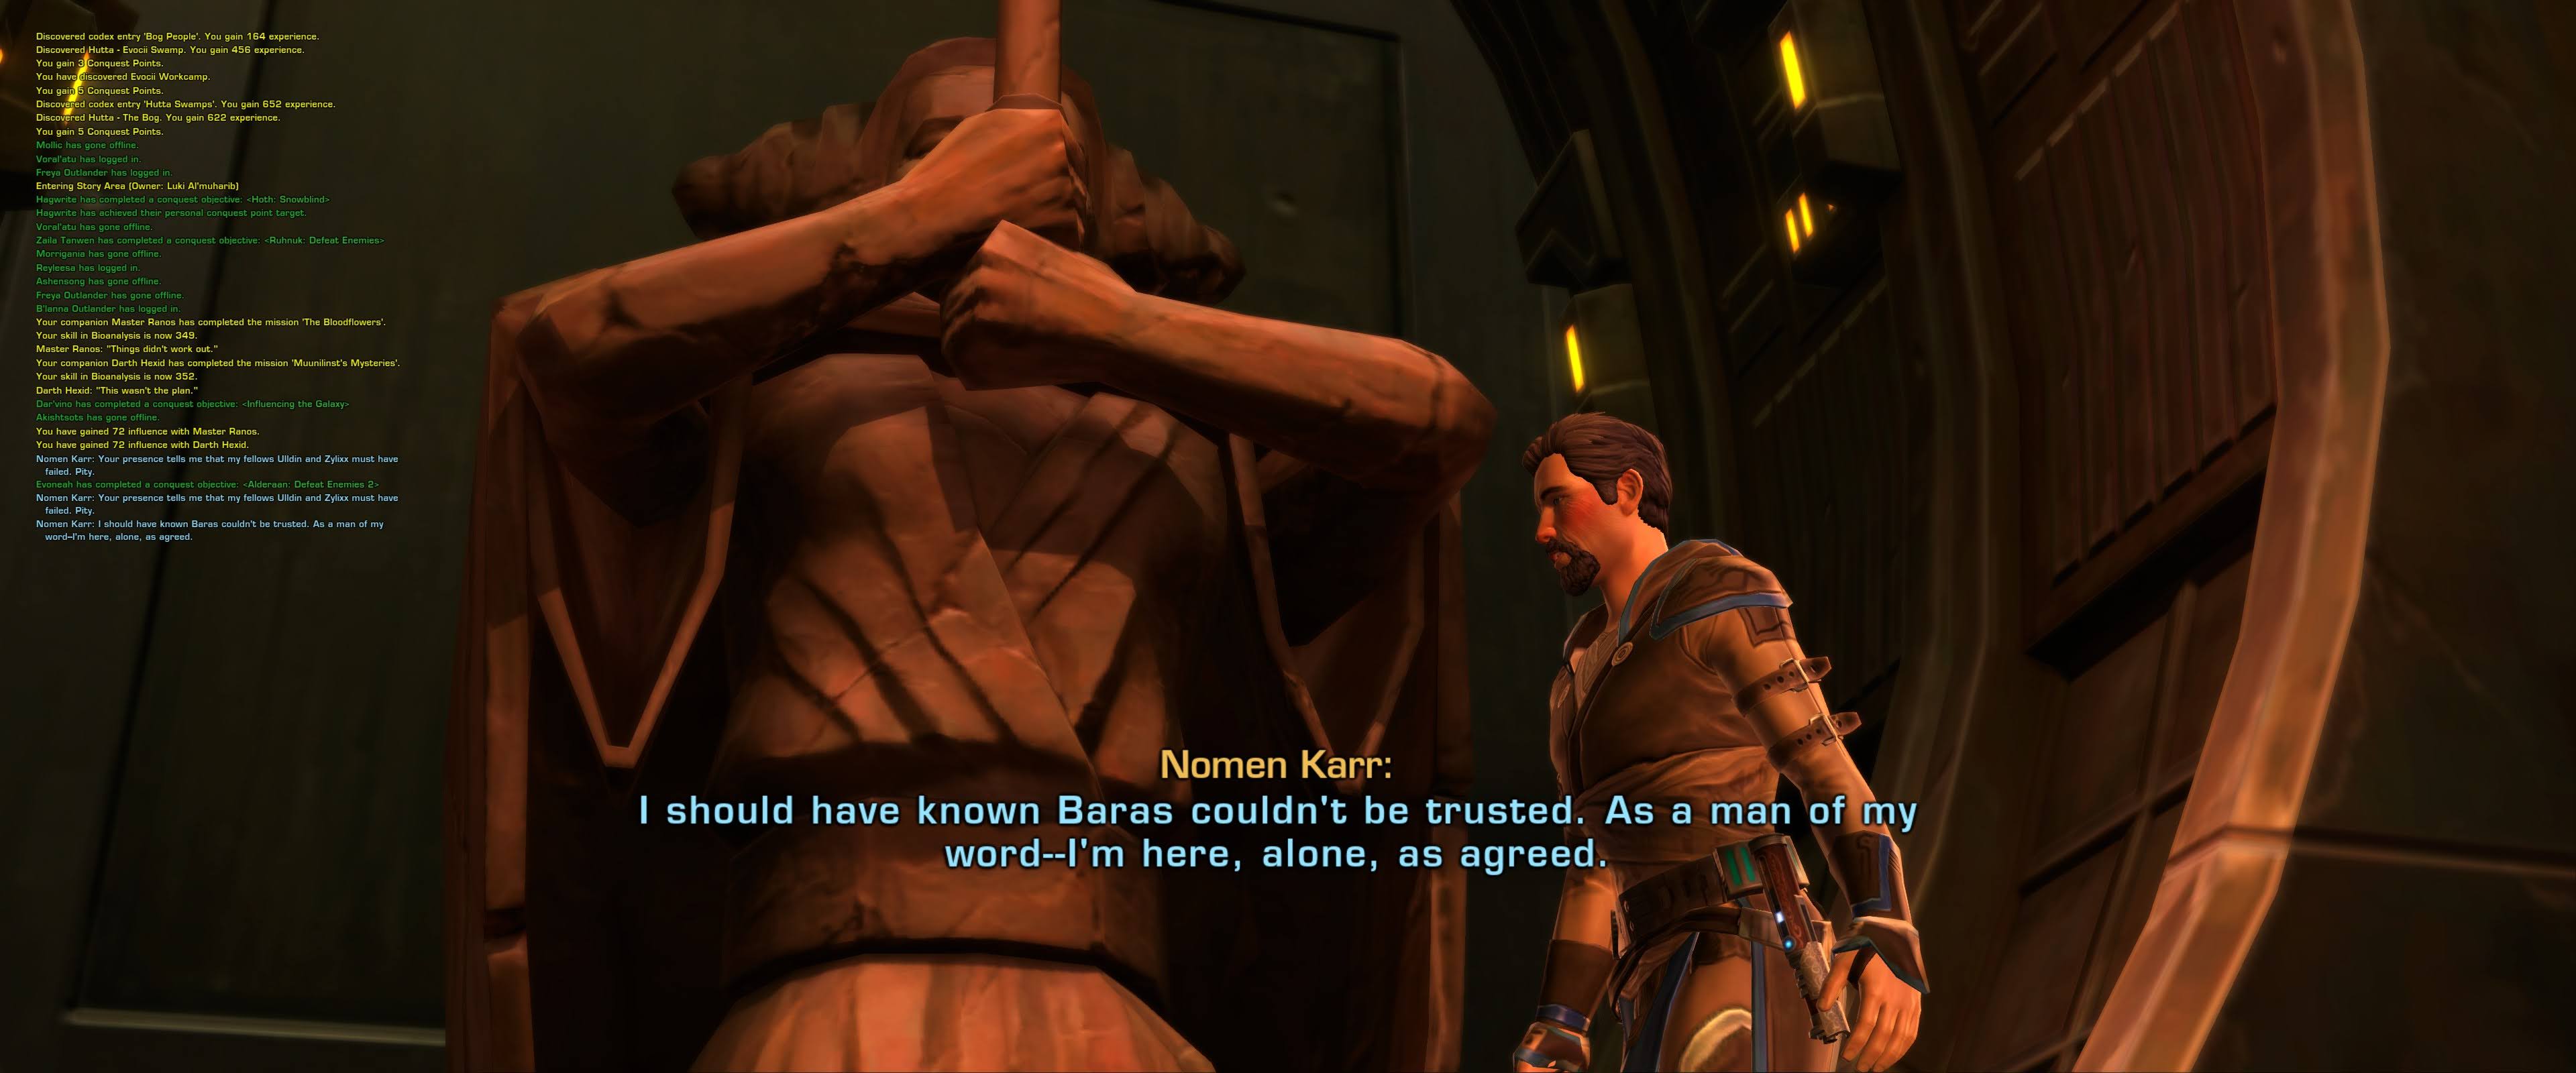 Discovered codex entry 'Bog People'. You gain 164 experience.
Discovered Hutta - Evocii Swamp. You gain 456 experience.
You gain 3 Conquest Points.
You have discovered Evocii Workcamp.
You gain 5 Conquest Points.
Discovered codex entry 'Hutta Swamps'. You gain 652 experience.
Discovered Hutta - The Bog. You gain 622 experience.
You gain 5 Conquest Points.
Mollic has gone offline.
Voral'atu has logged in.
Freya Outlander has logged in.
Entering Story Area (Owner: Luki Al'muharib)
Hagwrite has completed a conquest objective: <Hoth: Snowblind>
Hagwrite has achieved their personal conquest point target.
Voral'atu has gone offline.
Zaila Tanwen has completed a conquest objective: <Ruhnuk: Defeat Enemies>
Morrigania has gone offline.
Reyleesa has logged in.
Ashensong has gone offline.
Freya Outlander has gone offline.
B'lanna Outlander has logged in.
Your companion Master Ranos has completed the mission 'The Bloodflowers'.
Your skill in Bioanalysis is now 349.
Master Ranos: "Things didn't work out."
Your companion Darth Hexid has completed the mission 'Muunilinst's Mysteries'.
Your skill in Bioanalysis is now 352.
Darth Hexid: "This wasn't the plan."
Dar'vino has completed a conquest objective: <Influencing the Galaxy>
Akishtsots has gone offline.
You have gained 72 influence with Master Ranos.
You have gained 72 influence with Darth Hexid.
Nomen Karr: Your presence tells me that my fellows Ulldin and Zylixx must have
failed. Pity.
Evoneah has completed a conquest objective: <Alderaan: Defeat Enemies 2>
Nomen Karr: Your presence tells me that my fellows Ulldin and Zylixx must have
failed. Pity.
Nomen Karr: I should have known Baras couldn't be trusted. As a man of my
word--I'm here, alone, as agreed.
Nomen Karr:
I should have known Baras couldn't be trusted. As a man of my
word--I'm here, alone, as agreed.